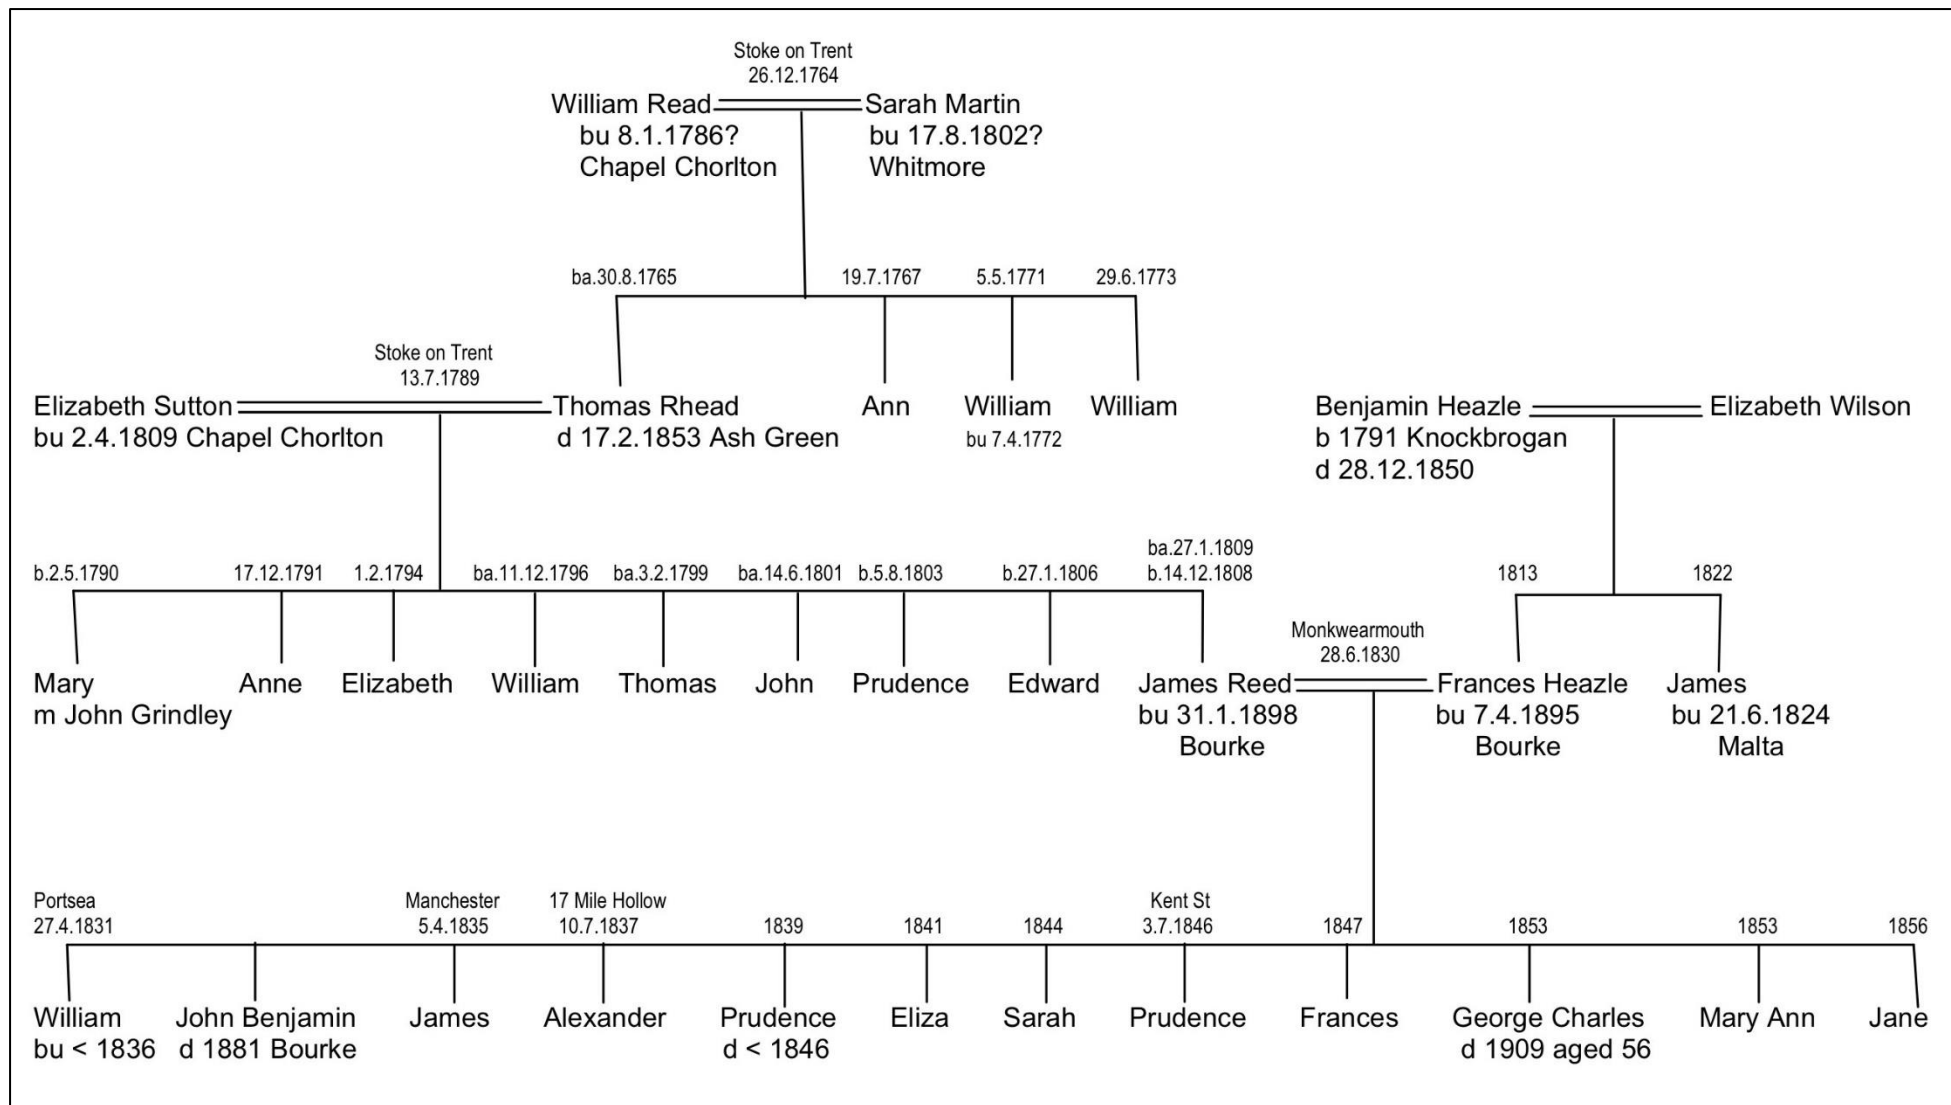 Stoke on Trent
26.12.1764
William Read
bu 8.1.1786?
Chapel Chorlton
Sarah Martin
bu 17.8.1802?
Whitmore
ba.30.8.1765
19.7.1767
5.5.1771
29.6.1773
Stoke on Trent
13.7.1789
Elizabeth Sutton
bu 2.4.1809 Chapel Chorlton
Thomas Rhead
d 17.2.1853 Ash Green
Ann
William
bu 7.4.1772
William
Benjamin Heazle
b 1791 Knockbrogan
d 28.12.1850
Elizabeth Wilson
b.2.5.1790
17.12.1791
1.2.1794
ba.11.12.1796
ba.3.2.1799
ba.14.6.1801
b.5.8.1803
b.27.1.1806
ba.27.1.1809
b.14.12.1808
1813
1822
Monkwearmouth
28.6.1830
Mary
m John Grindley
Anne
Elizabeth
William
Thomas
John
Prudence
Edward
James Reed
bu 31.1.1898
Bourke
Frances Heazle
bu 7.4.1895
Bourke
James
bu 21.6.1824
Malta
Portsea
27.4.1831
Manchester
5.4.1835
17 Mile Hollow
10.7.1837
1839
1841
1844
Kent St
3.7.1846
1847
1853
1853
1856
William
bu < 1836
John Benjamin
d 1881 Bourke
James
Alexander
Prudence
d < 1846
Eliza
Sarah
Prudence
Frances
George Charles
d 1909 aged 56
Mary Ann
Jane